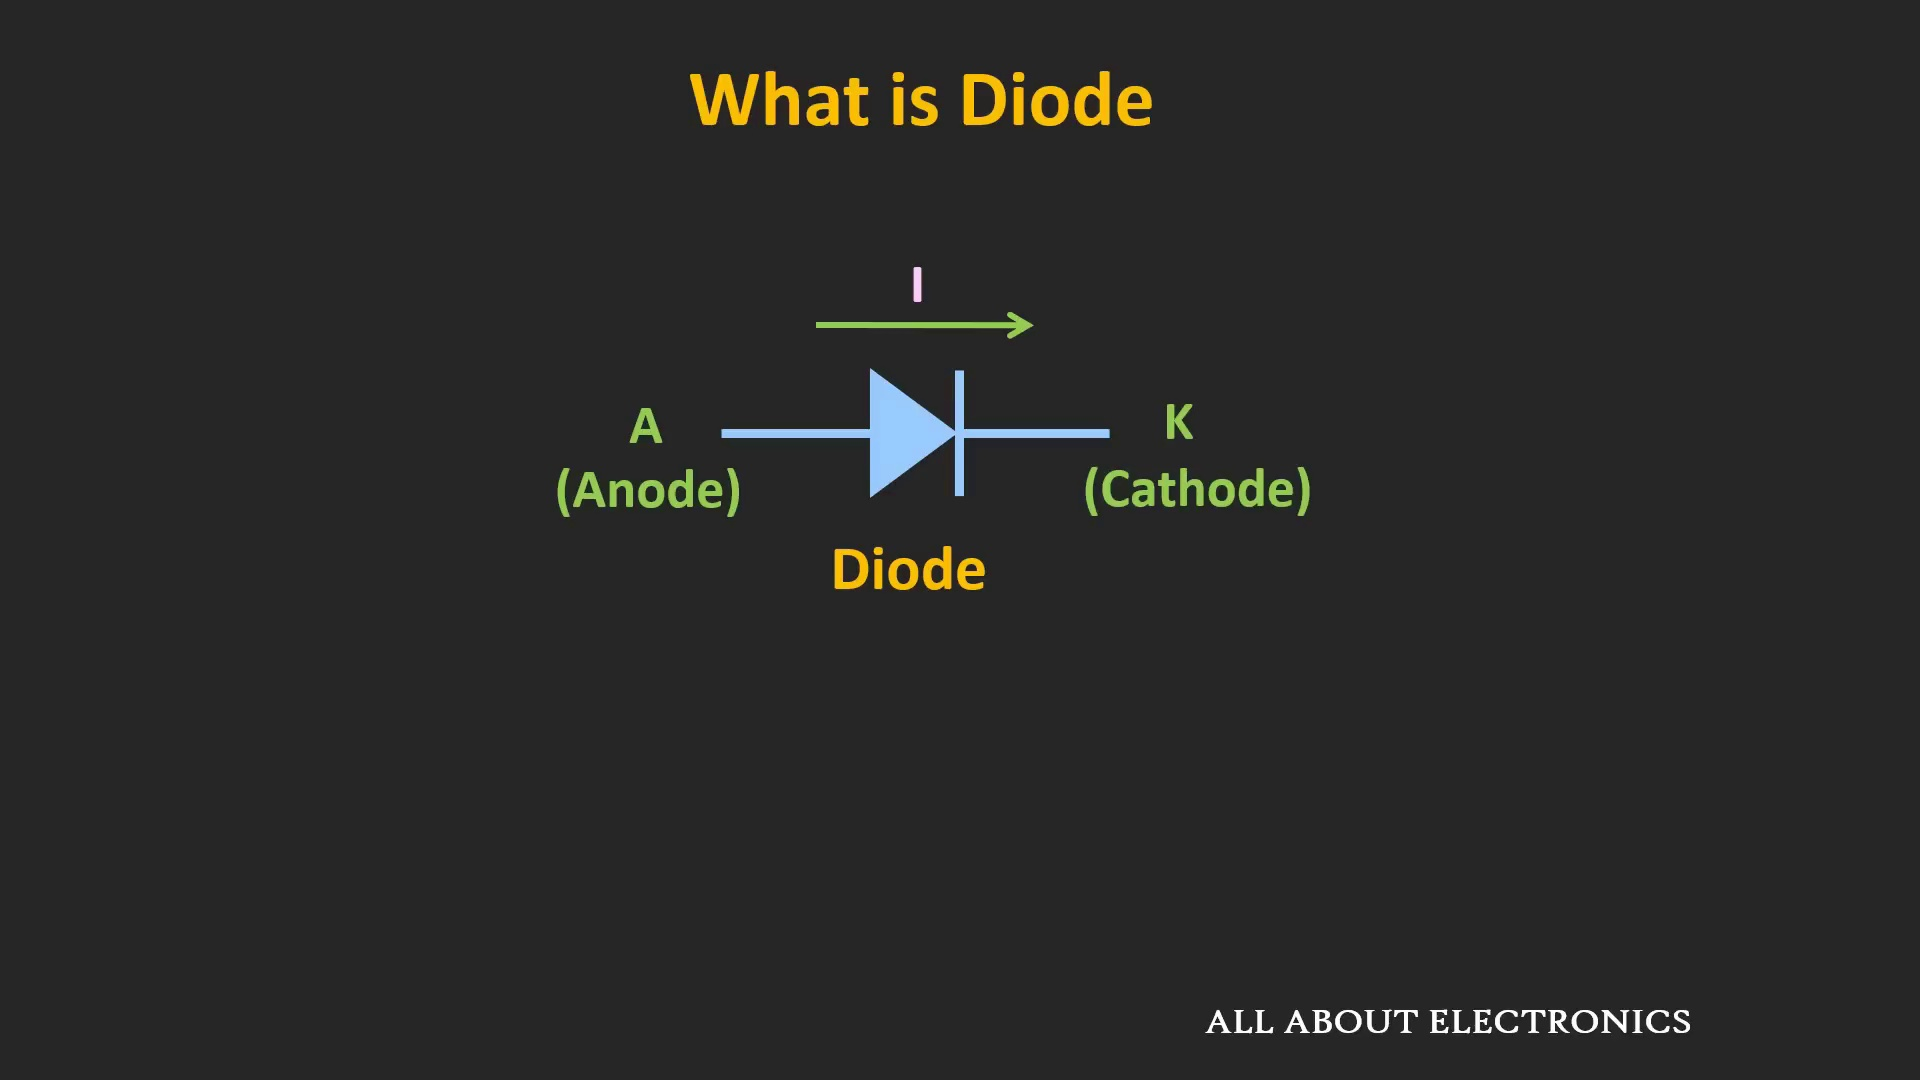 What is Diode
I
A
K
(Anode)
(Cathode)
Diode
ALL ABOUT ELECTRONICS